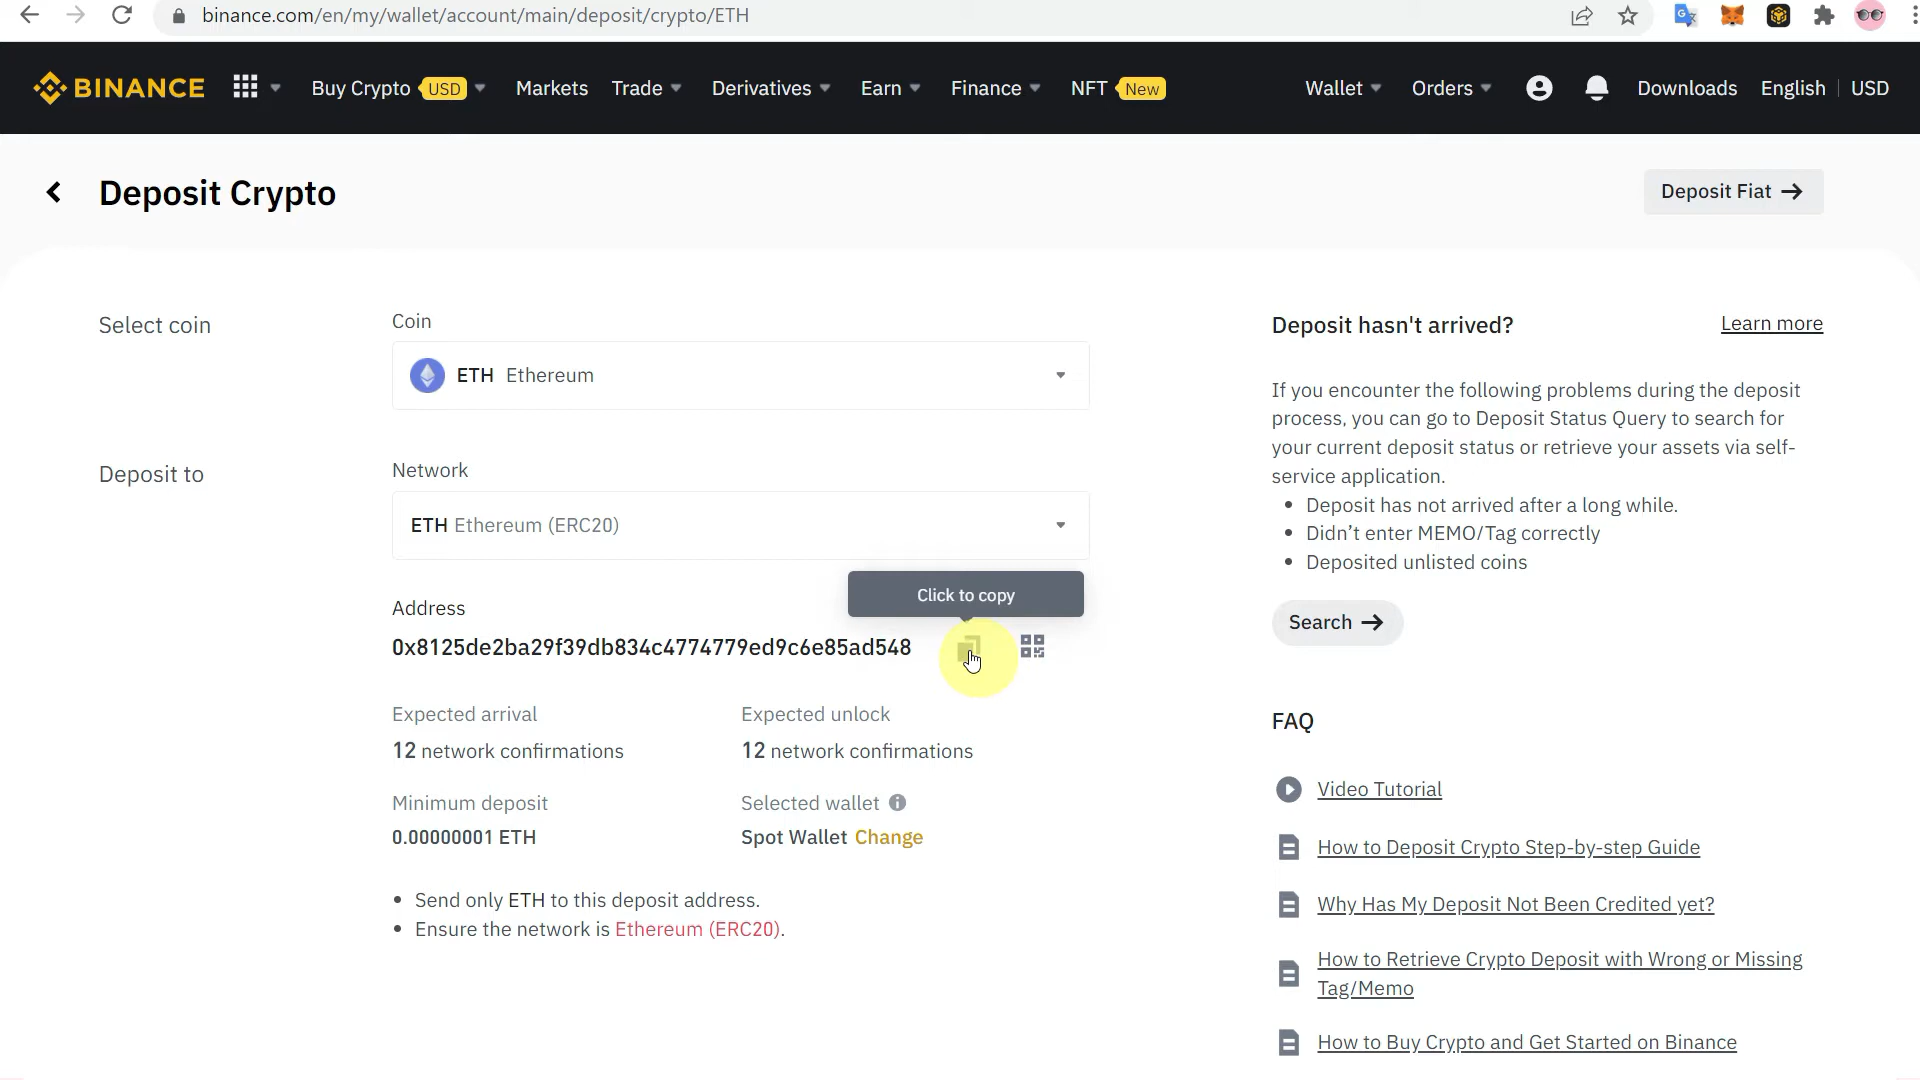 binance.com/en/my/wallet/account/main/deposit/crypto/ETH
BINANCE Buy Crypto USD Markets Trade Derivatives Earn Finance NFT New Wallet Orders Downloads English USD
Deposit Crypto
Deposit Fiat →
Select coin
Coin
ETH Ethereum
Deposit to
Network
ETH Ethereum (ERC20)
Click to copy
Address
0x8125de2ba29f39db834c4774779ed9c6e85ad548
Expected arrival
12 network confirmations
Expected unlock
12 network confirmations
Minimum deposit
0.00000001 ETH
Selected wallet
Spot Wallet Change
• Send only ETH to this deposit address.
• Ensure the network is Ethereum (ERC20).
Deposit hasn't arrived?
Learn more
If you encounter the following problems during the deposit
process, you can go to Deposit Status Query to search for
your current deposit status or retrieve your assets via self-
service application.
• Deposit has not arrived after a long while.
• Didn’t enter MEMO/Tag correctly
• Deposited unlisted coins
Search →
FAQ
Video Tutorial
How to Deposit Crypto Step-by-step Guide
Why Has My Deposit Not Been Credited yet?
How to Retrieve Crypto Deposit with Wrong or Missing
Tag/Memo
How to Buy Crypto and Get Started on Binance